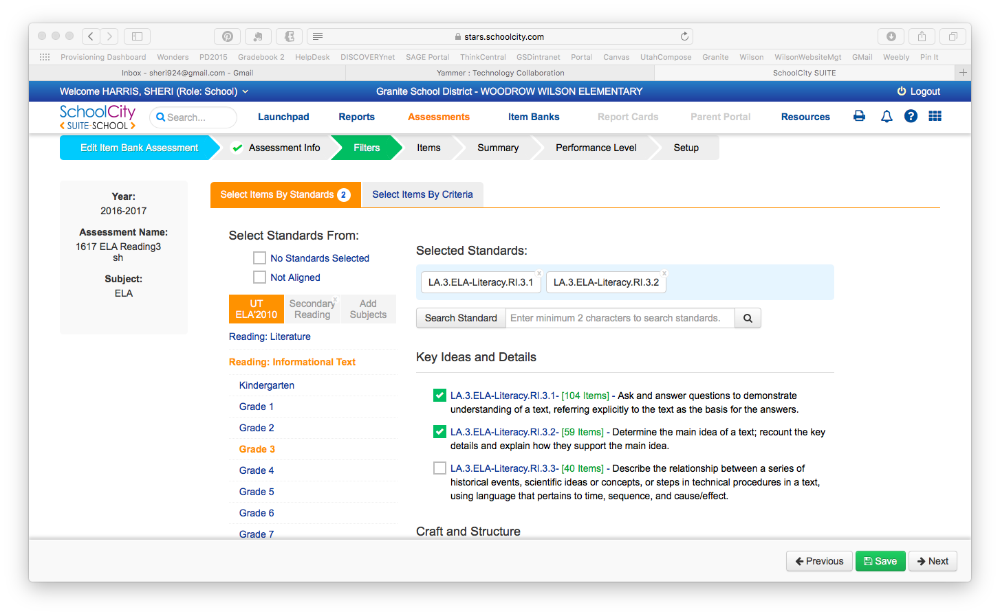 stars.schoolcity.com
Provisioning Dashboard Wonders PD2015 Gradebook 2 HelpDesk DISCOVERYnet SAGE Portal ThinkCentral GSDintranet Portal Canvas UtahCompose Granite Wilson WilsonWebsiteMgt GMail Weebly Pin It
Inbox - sheri924@gmail.com - Gmail Yammer : Technology Collaboration SchoolCity SUITE
Welcome HARRIS, SHERI (Role: School) Granite School District - WOODROW WILSON ELEMENTARY Logout
SchoolCity
SUITE·SCHOOL
Search... Launchpad Reports Assessments Item Banks Report Cards Parent Portal Resources ?
Edit Item Bank Assessment Assessment Info Filters Items Summary Performance Level Setup
Year:
2016-2017
Assessment Name:
1617 ELA Reading3
sh
Subject:
ELA
Select Items By Standards 2 Select Items By Criteria
Select Standards From:
No Standards Selected
Not Aligned
UT
ELA'2010
Secondary x
Reading
Add
Subjects
Reading: Literature
Reading: Informational Text
Kindergarten
Grade 1
Grade 2
Grade 3
Grade 4
Grade 5
Grade 6
Grade 7
Selected Standards:
LA.3.ELA-Literacy.RI.3.1 x LA.3.ELA-Literacy.RI.3.2 x
Search Standard Enter minimum 2 characters to search standards.
Key Ideas and Details
LA.3.ELA-Literacy.RI.3.1- [104 Items] - Ask and answer questions to demonstrate
understanding of a text, referring explicitly to the text as the basis for the answers.
LA.3.ELA-Literacy.RI.3.2- [59 Items] - Determine the main idea of a text; recount the key
details and explain how they support the main idea.
LA.3.ELA-Literacy.RI.3.3- [40 Items] - Describe the relationship between a series of
historical events, scientific ideas or concepts, or steps in technical procedures in a text,
using language that pertains to time, sequence, and cause/effect.
Craft and Structure
Previous Save Next